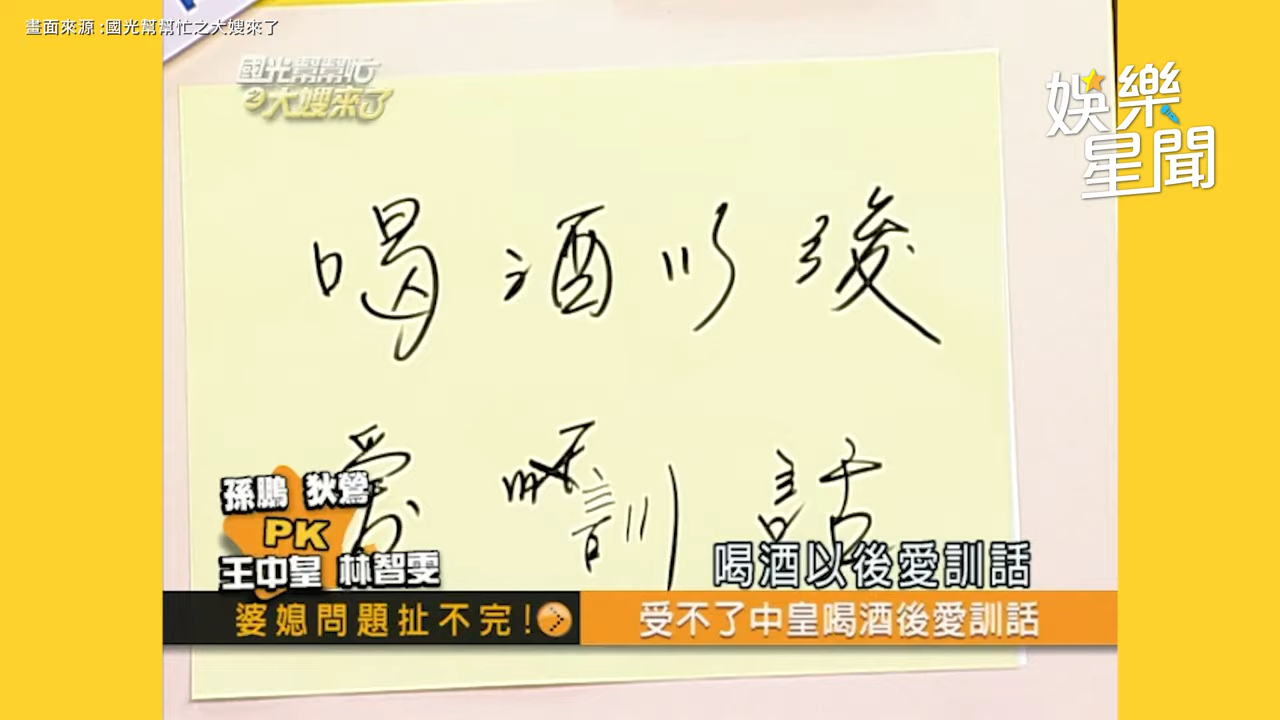 畫面來源 :國光幫幫忙之大嫂來了
國光幫幫忙
之大嫂來了
娛樂
星聞
喝酒以後
愛訓話
孫鵬 狄鶯
PK
王中皇 林智雯
喝酒以後愛訓話
婆媳問題扯不完!
受不了中皇喝酒後愛訓話